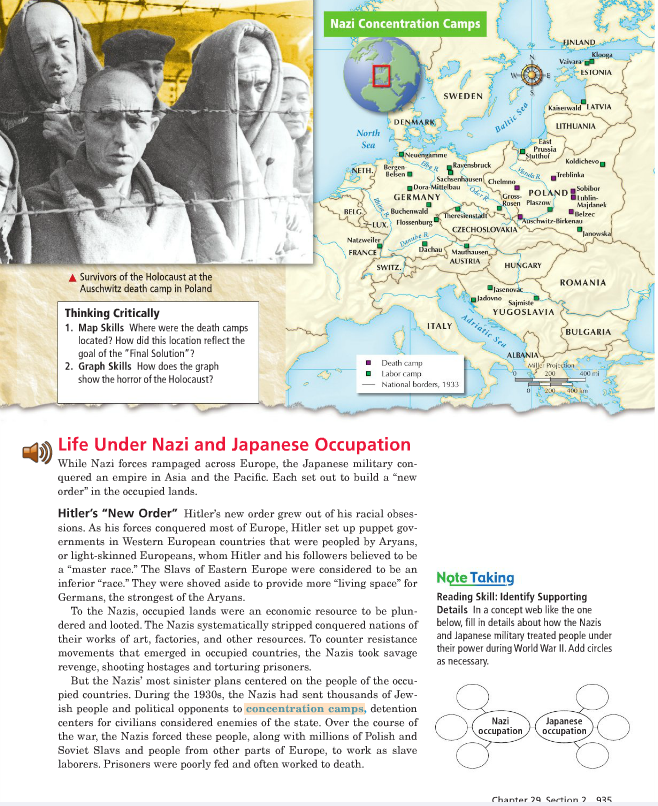 Nazi Concentration Camps
FINLAND
Vaivara
Klooga
ESTONIA
N
W
E
S
SWEDEN
Baltic Sea
Kaiserwald
LATVIA
DENMARK
LITHUANIA
North
Sea
East
Prussia
Stutthof
Neuengamme
Ravensbruck
Koldichevo
NETH.
Bergen
Belsen
Elbe R.
Sachsenhausen
Chelmno
Treblinka
Dora-Mittelbau
Oder R.
Sobibor
GERMANY
POLAND
Lublin-
Majdanek
Gross-
Rosen
Plaszow
BELG.
Buchenwald
Theresienstadt
Belzec
Flossenburg
Auschwitz-Birkenau
LUX.
CZECHOSLOVAKIA
Janowska
Natzweiler
Danube R.
FRANCE
Dachau
Mauthausen
AUSTRIA
SWITZ.
HUNGARY
ROMANIA
Jasenovac
Jadovno
Sajmiste
YUGOSLAVIA
ITALY
Adriatic Sea
BULGARIA
ALBANIA
Miller Projection
0 200 400 mi
0 200 400 km
Death camp
Labor camp
National borders, 1933
Survivors of the Holocaust at the
Auschwitz death camp in Poland
Thinking Critically
1. Map Skills Where were the death camps
located? How did this location reflect the
goal of the “Final Solution”?
2. Graph Skills How does the graph
show the horror of the Holocaust?
Life Under Nazi and Japanese Occupation
While Nazi forces rampaged across Europe, the Japanese military con-
quered an empire in Asia and the Pacific. Each set out to build a “new
order” in the occupied lands.
Hitler’s “New Order” Hitler’s new order grew out of his racial obses-
sions. As his forces conquered most of Europe, Hitler set up puppet gov-
ernments in Western European countries that were peopled by Aryans,
or light-skinned Europeans, whom Hitler and his followers believed to be
a “master race.” The Slavs of Eastern Europe were considered to be an
inferior “race.” They were shoved aside to provide more “living space” for
Germans, the strongest of the Aryans.
To the Nazis, occupied lands were an economic resource to be plun-
dered and looted. The Nazis systematically stripped conquered nations of
their works of art, factories, and other resources. To counter resistance
movements that emerged in occupied countries, the Nazis took savage
revenge, shooting hostages and torturing prisoners.
But the Nazis’ most sinister plans centered on the people of the occu-
pied countries. During the 1930s, the Nazis had sent thousands of Jew-
ish people and political opponents to concentration camps, detention
centers for civilians considered enemies of the state. Over the course of
the war, the Nazis forced these people, along with millions of Polish and
Soviet Slavs and people from other parts of Europe, to work as slave
laborers. Prisoners were poorly fed and often worked to death.
Note Taking
Reading Skill: Identify Supporting
Details In a concept web like the one
below, fill in details about how the Nazis
and Japanese military treated people under
their power during World War II. Add circles
as necessary.
Nazi
occupation
Japanese
occupation
Chapter 29 Section 2 935